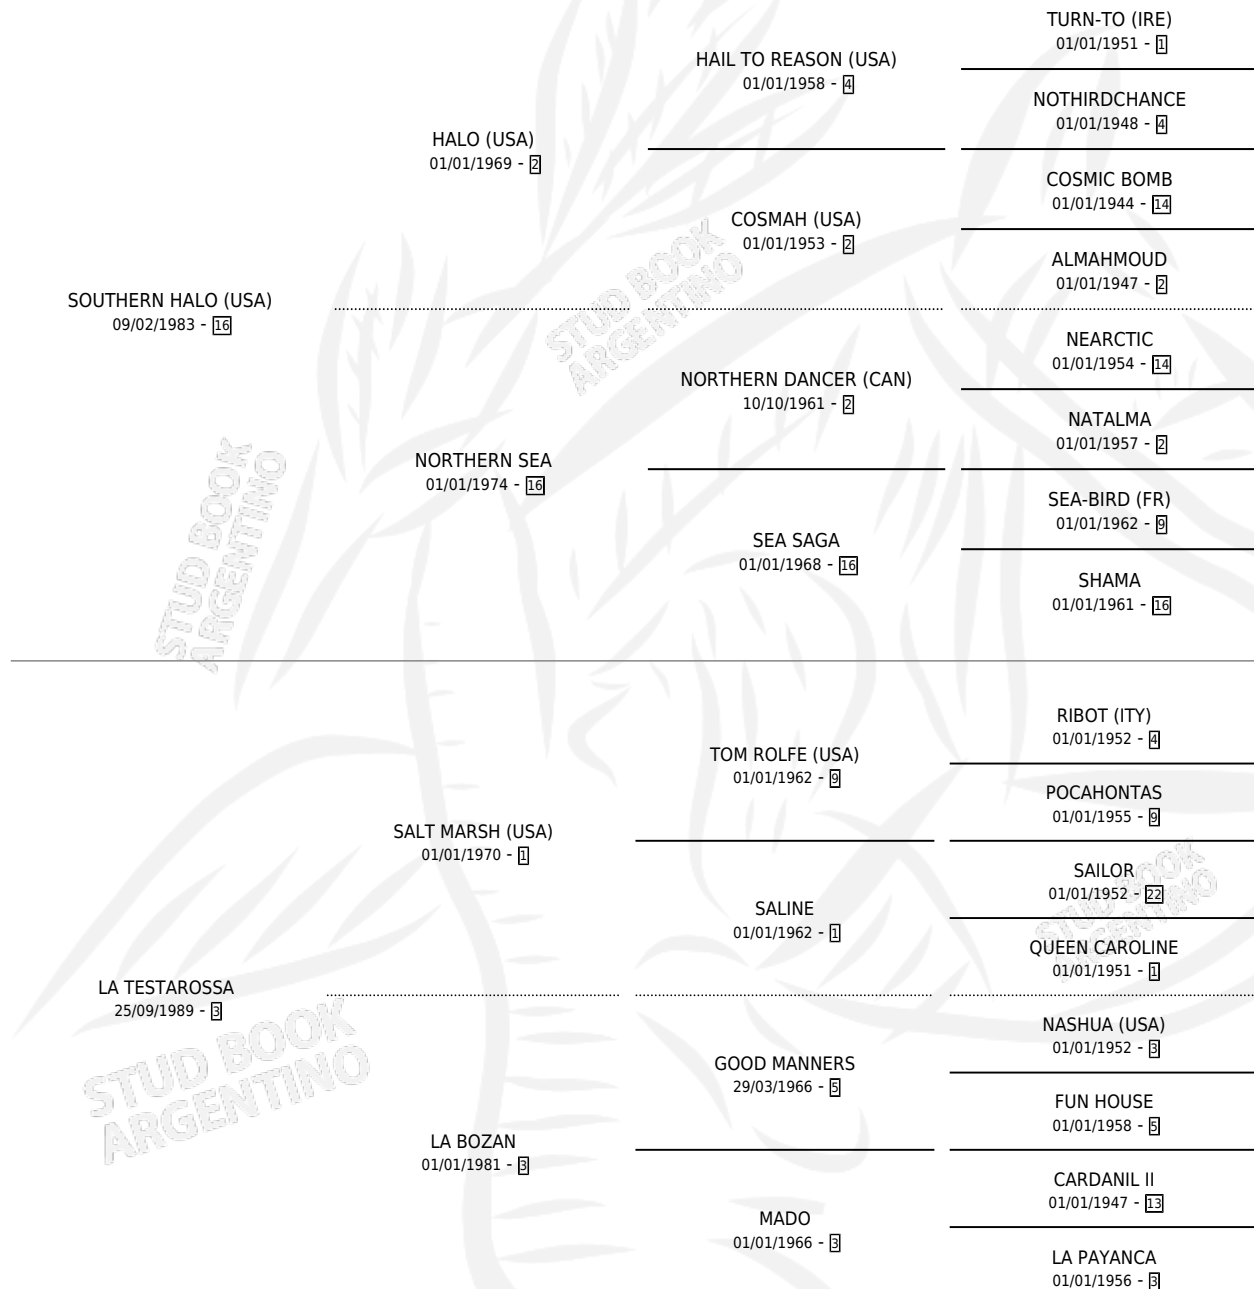 TURN-TO (IRE)
01/01/1951 - 1
HAIL TO REASON (USA)
01/01/1958 - 4
NOTHIRDCHANCE
01/01/1948 - 4
HALO (USA)
01/01/1969 - 2
COSMIC BOMB
01/01/1944 - 14
COSMAH (USA)
01/01/1953 - 2
ALMAHMOUD
01/01/1947 - 2
SOUTHERN HALO (USA)
09/02/1983 - 16
STUD BOOK
ARGENTINO
NEARCTIC
01/01/1954 - 14
NORTHERN DANCER (CAN)
10/10/1961 - 2
NATALMA
01/01/1957 - 2
NORTHERN SEA
01/01/1974 - 16
SEA-BIRD (FR)
01/01/1962 - 9
SEA SAGA
01/01/1968 - 16
SHAMA
01/01/1961 - 16
STUD BOOK
ARGENTINO
RIBOT (ITY)
01/01/1952 - 4
TOM ROLFE (USA)
01/01/1962 - 9
POCAHONTAS
01/01/1955 - 9
SALT MARSH (USA)
01/01/1970 - 1
SAILOR
01/01/1952 - 22
SALINE
01/01/1962 - 1
STUD BOOK
ARGENTINO
QUEEN CAROLINE
01/01/1951 - 1
LA TESTAROSSA
25/09/1989 - 3
NASHUA (USA)
01/01/1952 - 3
GOOD MANNERS
29/03/1966 - 5
STUD BOOK
ARGENTINO
FUN HOUSE
01/01/1958 - 5
LA BOZAN
01/01/1981 - 3
CARDANIL II
01/01/1947 - 13
MADO
01/01/1966 - 3
LA PAYANCA
01/01/1956 - 3